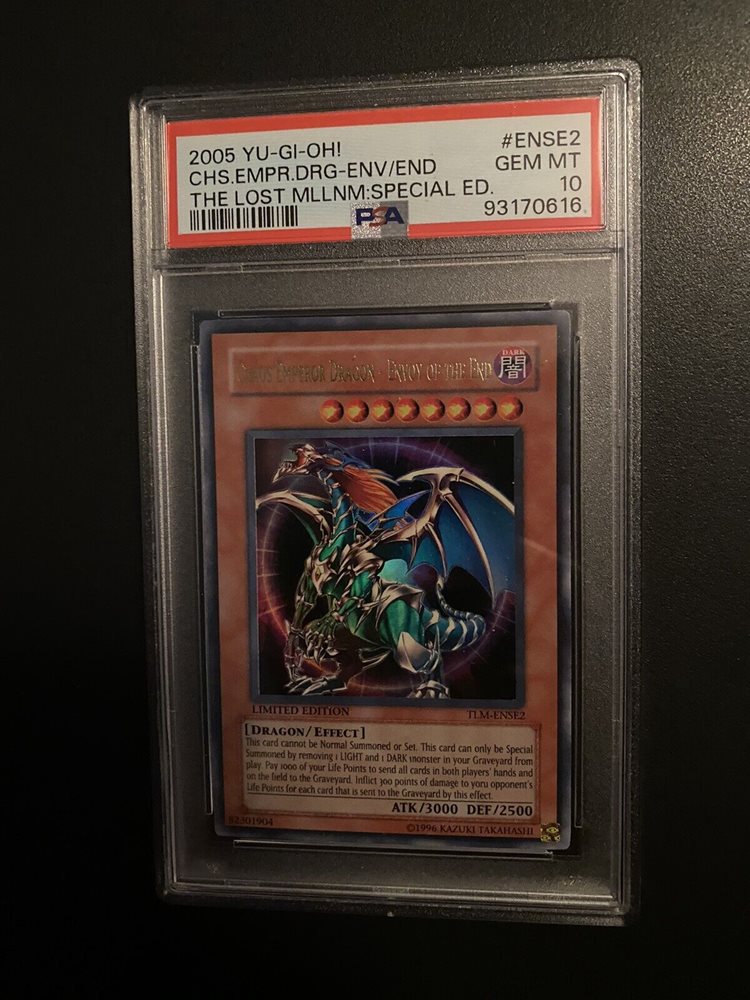 2005 YU-GI-OH! #ENSE2
CHS.EMPR.DRG-ENV/END GEM MT
THE LOST MLLNM:SPECIAL ED. 10
PSA 93170616
CHAOS EMPEROR DRAGON - ENVOY OF THE END
DARK
闇
LIMITED EDITION TLM-ENSE2
[DRAGON/EFFECT]
This card cannot be Normal Summoned or Set. This card can only be Special
Summoned by removing 1 LIGHT and 1 DARK monster in your Graveyard from
play. Pay 1000 of your Life Points to send all cards in both players' hands and
on the field to the Graveyard. Inflict 300 points of damage to yoru opponent's
Life Points for each card that is sent to the Graveyard by this effect.
ATK/3000 DEF/2500
82301904 ©1996 KAZUKI TAKAHASHI